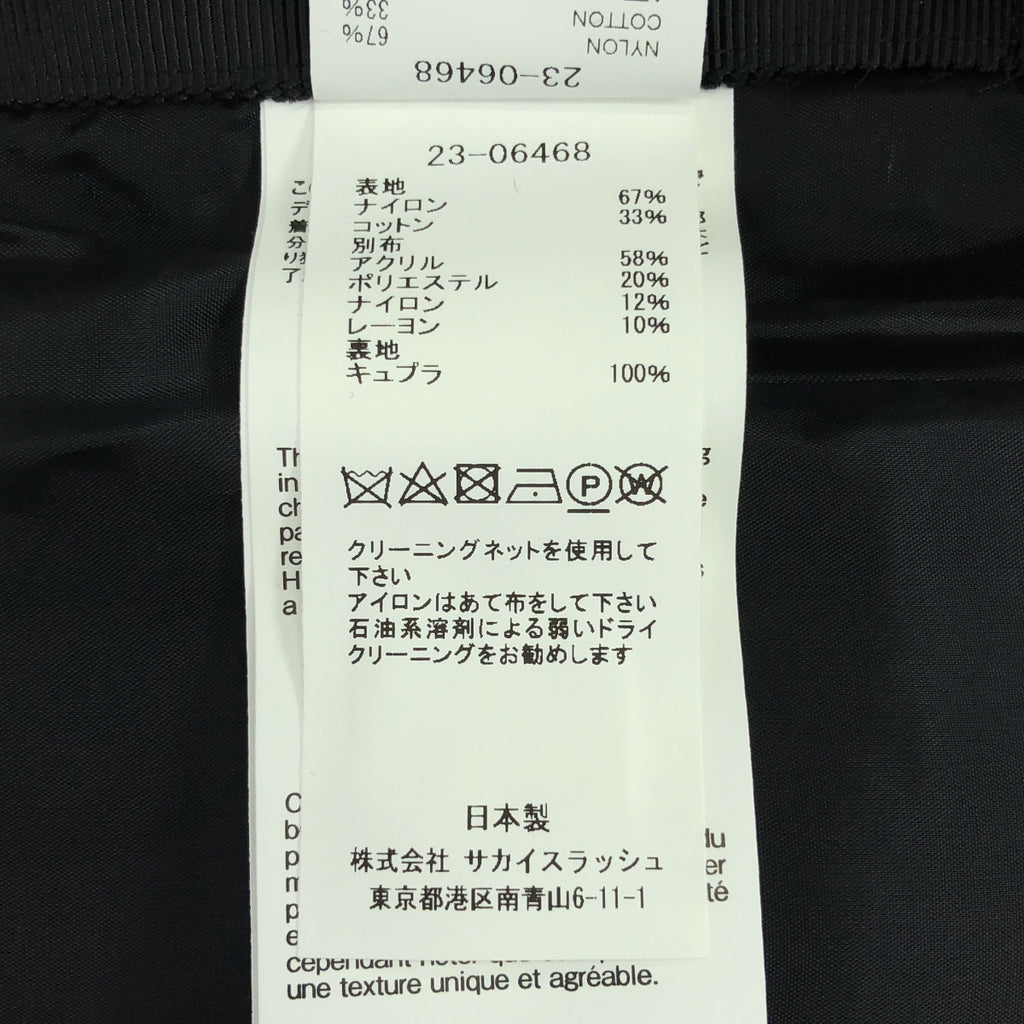 33%
COTTON
67%
NYLON
23-06468
23-06468
表地
ナイロン 67%
コットン 33%
別布
アクリル 58%
ポリエステル 20%
ナイロン 12%
レーヨン 10%
裏地
キュプラ 100%
P W
クリーニングネットを使用して
下さい
アイロンはあて布をして下さい
石油系溶剤による弱いドライ
クリーニングをお勧めします
日本製
株式会社 サカイスラッシュ
東京都港区南青山6-11-1
une texture unique et agréable.